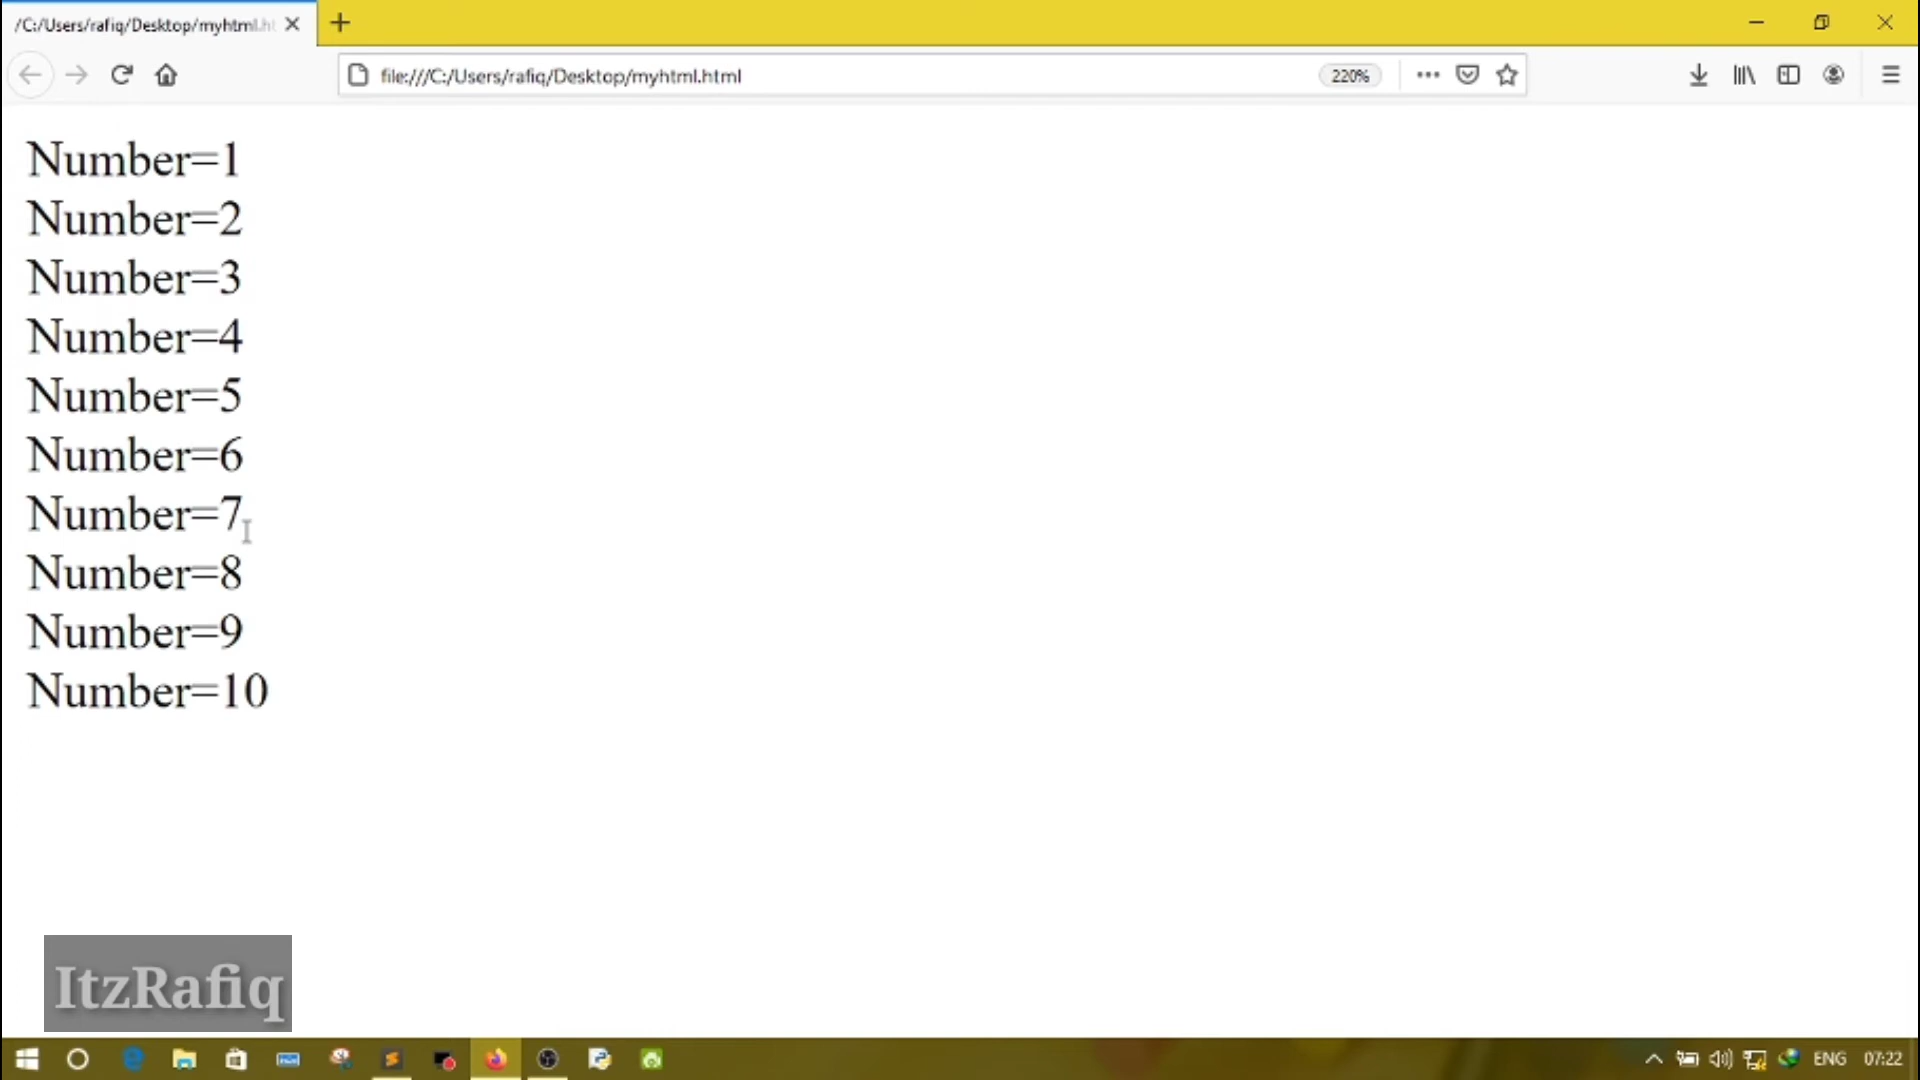 /C:/Users/rafiq/Desktop/myhtml.ht
file:///C:/Users/rafiq/Desktop/myhtml.html
220%
Number=1
Number=2
Number=3
Number=4
Number=5
Number=6
Number=7
Number=8
Number=9
Number=10
ItzRafiq
ENG
07:22